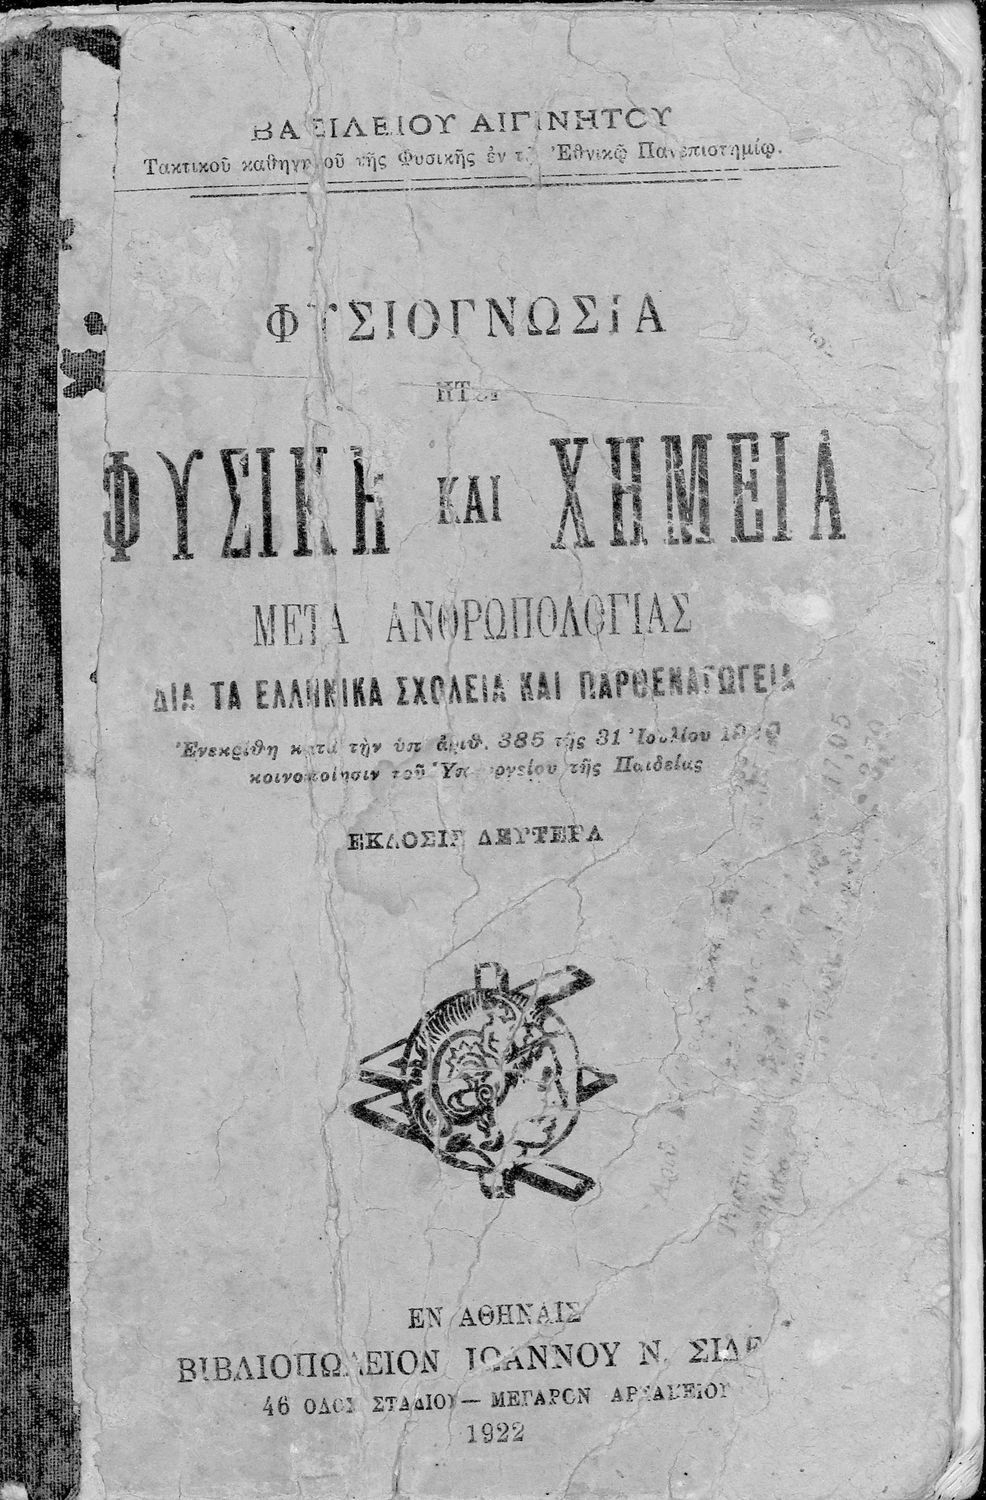 ΒΑΣΙΛΕΙΟΥ ΑΙΓΙΝΗΤΟΥ
Τακτικοῦ καθηγητοῦ τῆς Φυσικῆς ἐν τῷ Ἐθνικῷ Πανεπιστημίῳ.
ΦΥΣΙΟΓΝΩΣΙΑ
ΗΤΟΙ
ΦΥΣΙΚΗ ΚΑΙ ΧΗΜΕΙΑ
ΜΕΤΑ ΑΝΘΡΩΠΟΛΟΓΙΑΣ
ΔΙΑ ΤΑ ΕΛΛΗΝΙΚΑ ΣΧΟΛΕΙΑ ΚΑΙ ΠΑΡΘΕΝΑΓΩΓΕΙΑ
Ἐνεκρίθη κατὰ τὴν ὑπ ἀριθ. 385 τῆς 31 Ἰουλίου
κοινοποίησιν τοῦ Ὑπουργείου τῆς Παιδείας
ΕΚΔΟΣΙΣ ΔΕΥΤΕΡΑ
ΕΝ ΑΘΗΝΑΙΣ
ΒΙΒΛΙΟΠΩΛΕΙΟΝ ΙΩΑΝΝΟΥ Ν. ΣΙΔΕ
46 ΟΔΟΣ ΣΤΑΔΙΟΥ — ΜΕΓΑΡΟΝ ΑΡΣΑΚΕΙΟΥ
1922